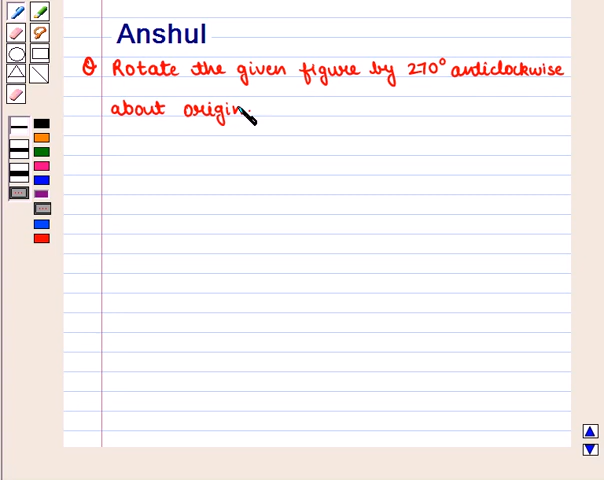 Anshul
Q Rotate the given figure by 270° anticlockwise
about origin.